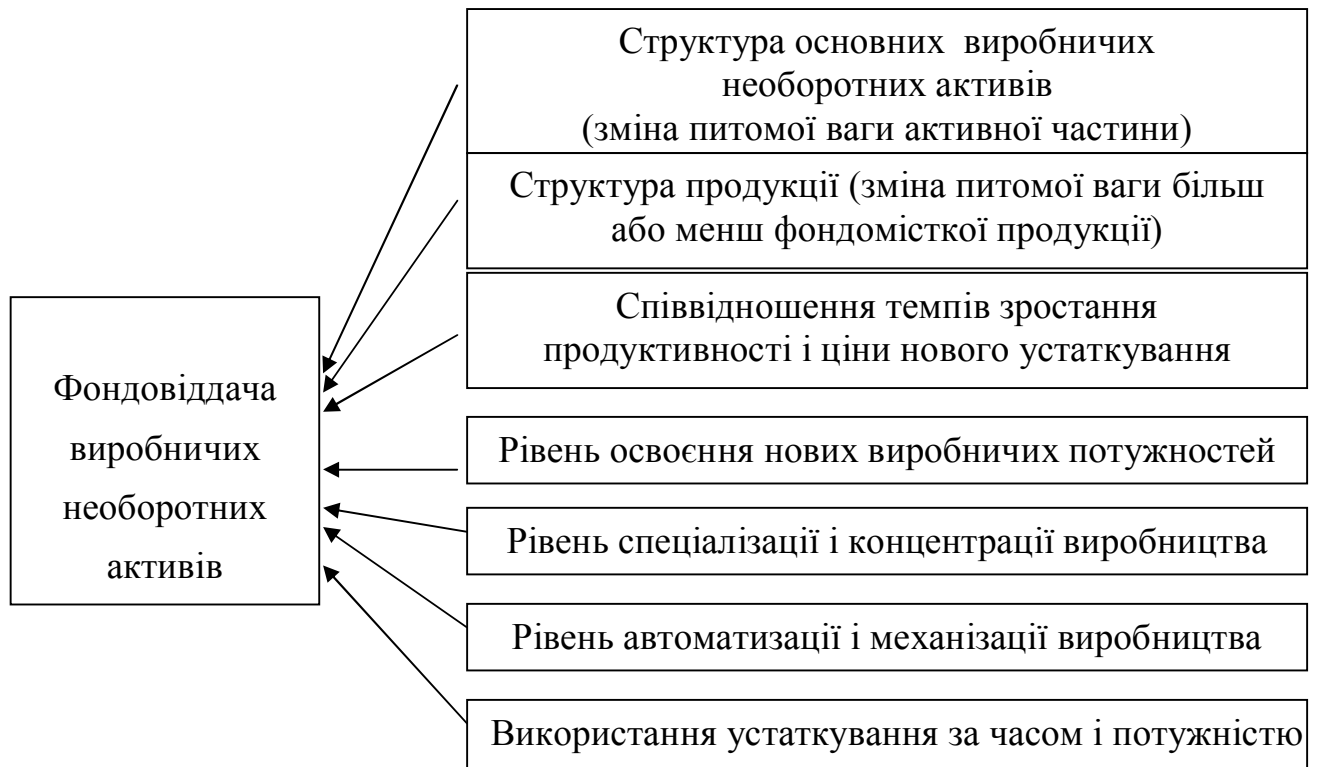 Структура основних виробничих
необоротних активів
(зміна питомої ваги активної частини)
Структура продукції (зміна питомої ваги більш
або менш фондомісткої продукції)
Співвідношення темпів зростання
продуктивності і ціни нового устаткування
Фондовіддача
виробничих
необоротних
активів
Рівень освоєння нових виробничих потужностей
Рівень спеціалізації і концентрації виробництва
Рівень автоматизації і механізації виробництва
Використання устаткування за часом і потужністю